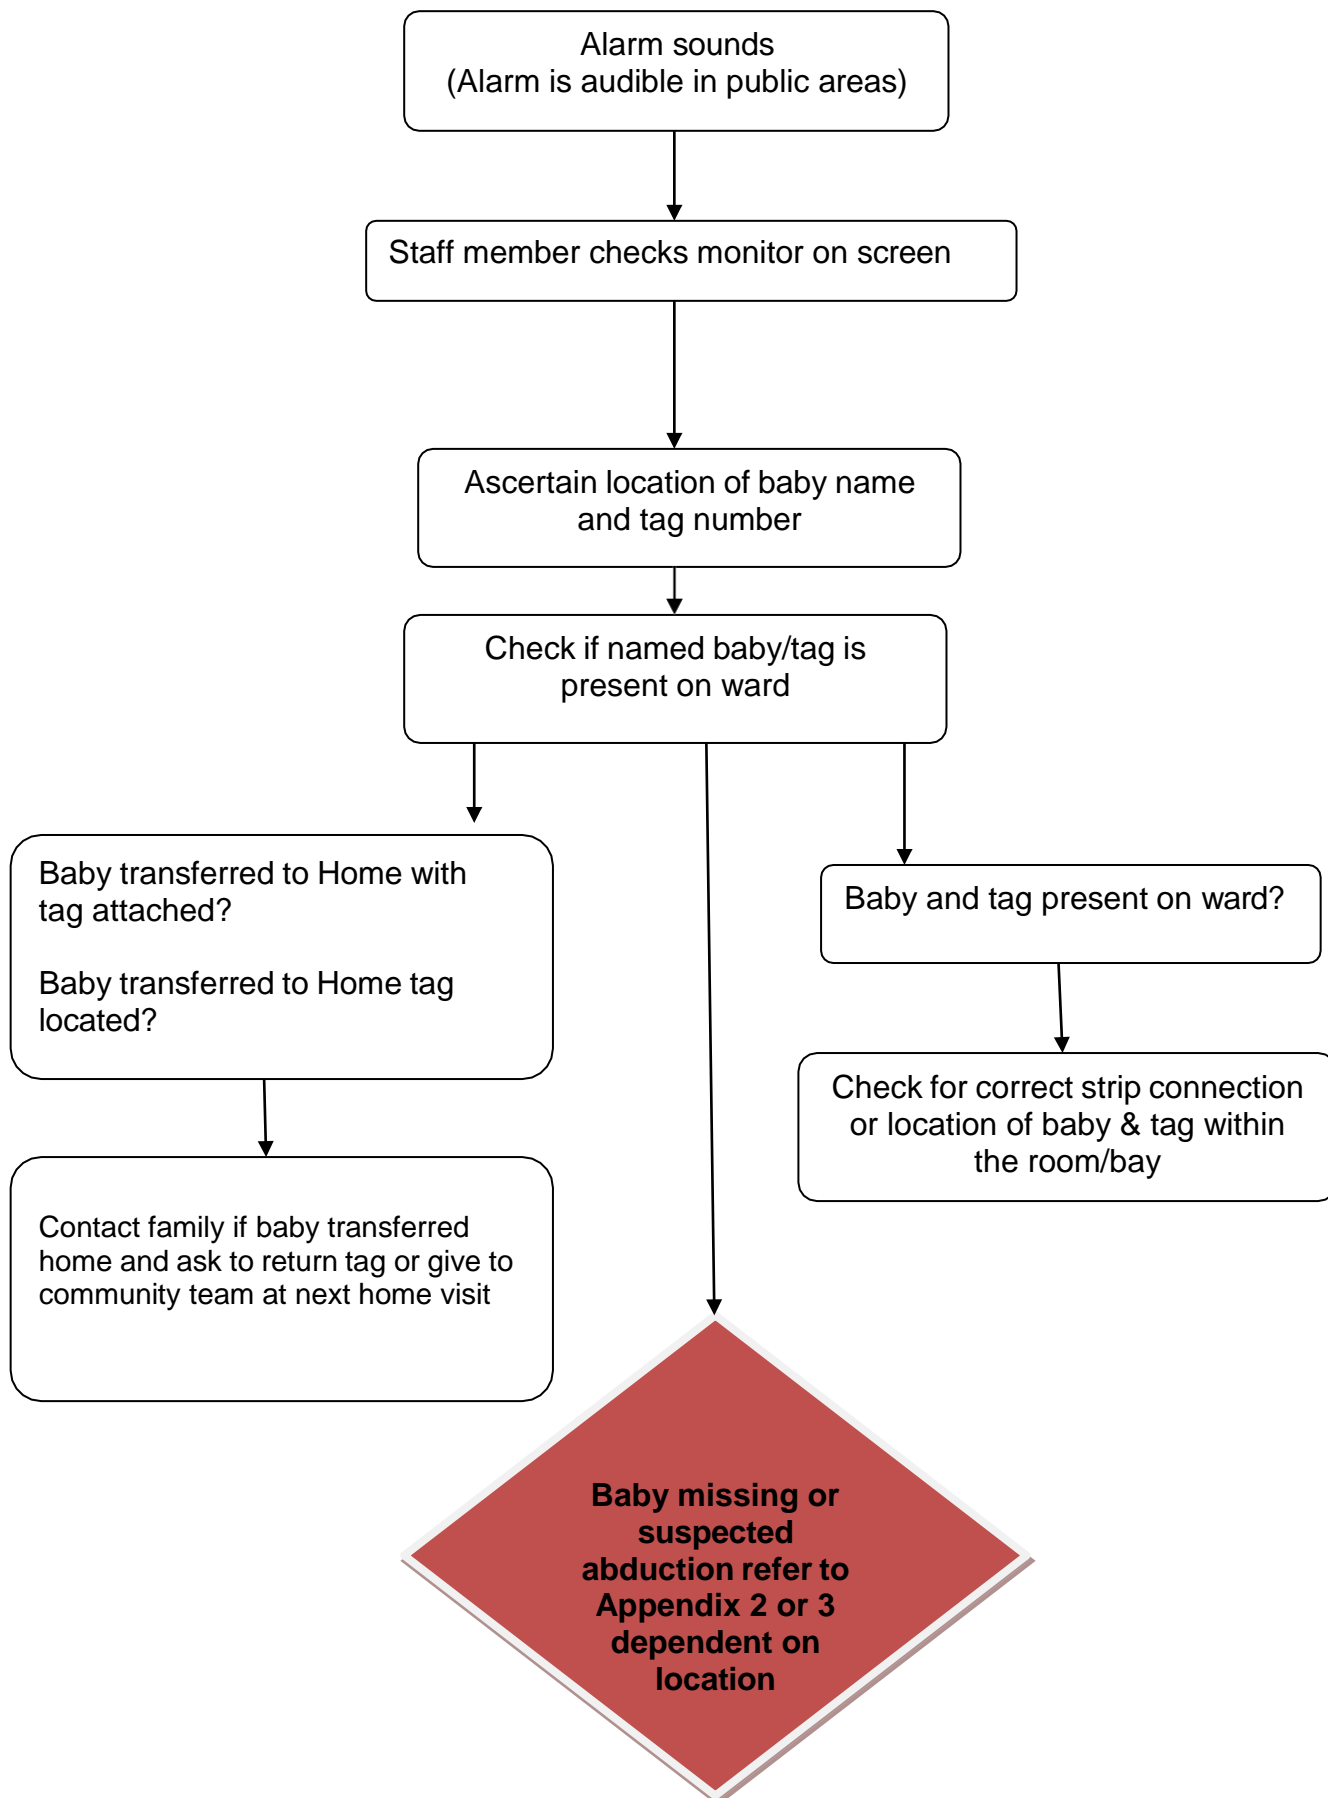 Alarm sounds
(Alarm is audible in public areas)
Staff member checks monitor on screen
Ascertain location of baby name
and tag number
Check if named baby/tag is
present on ward
Baby transferred to Home with
tag attached?
Baby transferred to Home tag
located?
Baby and tag present on ward?
Check for correct strip connection
or location of baby & tag within
the room/bay
Contact family if baby transferred
home and ask to return tag or give to
community team at next home visit
Baby missing or
suspected
abduction refer to
Appendix 2 or 3
dependent on
location